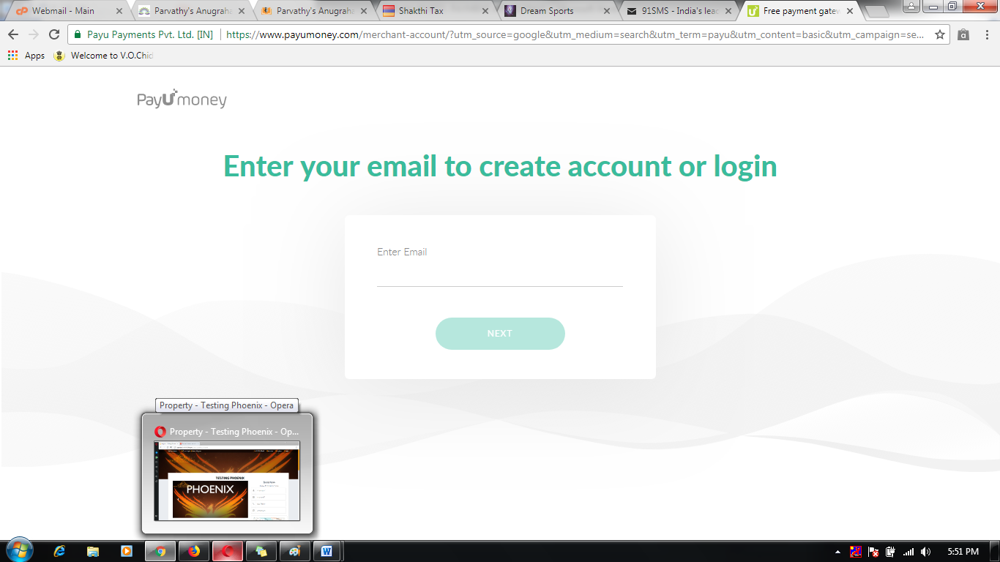 Webmail - Main
Parvathy's Anugraha
Parvathy's Anugraha
Shakthi Tax
Dream Sports
91SMS - India's lea
Free payment gatew
Payu Payments Pvt. Ltd. [IN]
https://www.payumoney.com/merchant-account/?utm_source=google&utm_medium=search&utm_term=payu&utm_content=basic&utm_campaign=se...
Apps
Welcome to V.O.Chid
PayUmoney
Enter your email to create account or login
Enter Email
NEXT
Property - Testing Phoenix - Opera
Property - Testing Phoenix - Op...
TESTING PHOENIX
PHOENIX
5:51 PM